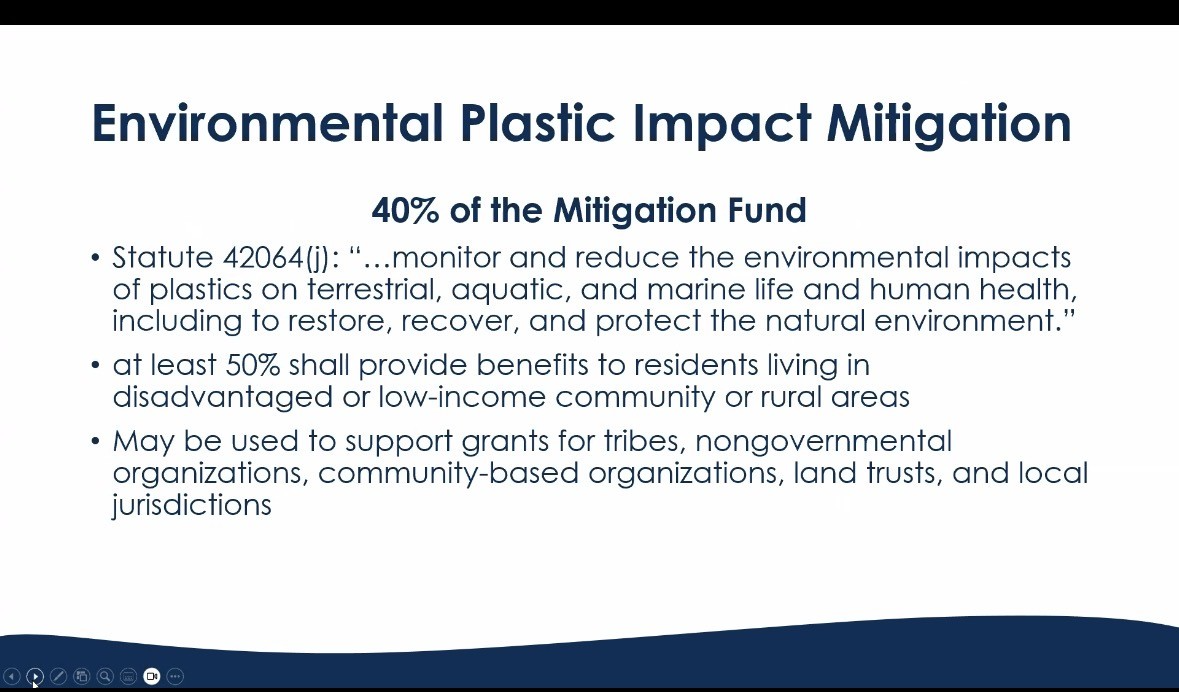 Environmental Plastic Impact Mitigation
40% of the Mitigation Fund
• Statute 42064(j): “…monitor and reduce the environmental impacts
of plastics on terrestrial, aquatic, and marine life and human health,
including to restore, recover, and protect the natural environment.”
• at least 50% shall provide benefits to residents living in
disadvantaged or low-income community or rural areas
• May be used to support grants for tribes, nongovernmental
organizations, community-based organizations, land trusts, and local
jurisdictions